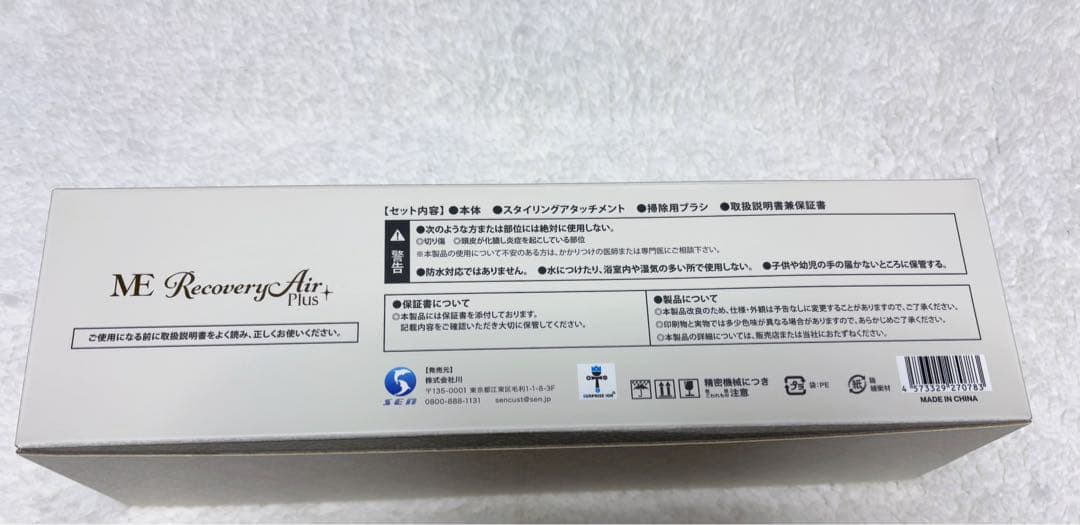 ME Recovery Air Plus
ご使用になる前に取扱説明書をよく読み、正しくお使いください。
【セット内容】●本体 ●スタイリングアタッチメント ●掃除用ブラシ ●取扱説明書兼保証書
警告
●次のような方または部位には絶対に使用しない。
◎切り傷 ◎頭皮が化膿し炎症を起こしている部位
※本製品の使用について不安のある方は、かかりつけの医師または専門医にご相談下さい。
●防水対応ではありません。 ●水につけたり、浴室内や湿気の多い所で使用しない。 ●子供や幼児の手の届かないところに保管する。
●保証書について
◎本製品には保証書を添付しております。
記載内容をご確認いただき大切に保管してください。
●製品について
◎本製品改良のため、仕様・外観は予告なしに変更することがありますので、ご了承ください。
◎印刷物と実物では多少色味が異なる場合がありますので、あらかじめご了承ください。
◎本製品の詳細については、販売店または当社におたずねください。
SEN
【発売元】
株式会社川
〒135-0001 東京都江東区毛利1-1-8-3F
0800-888-1131 sencust@sen.jp
SURPRISE ION
精密機械につき
こわれもの注意
プラ
袋:PE
紙
箱
緩衝材
4573329270783
MADE IN CHINA